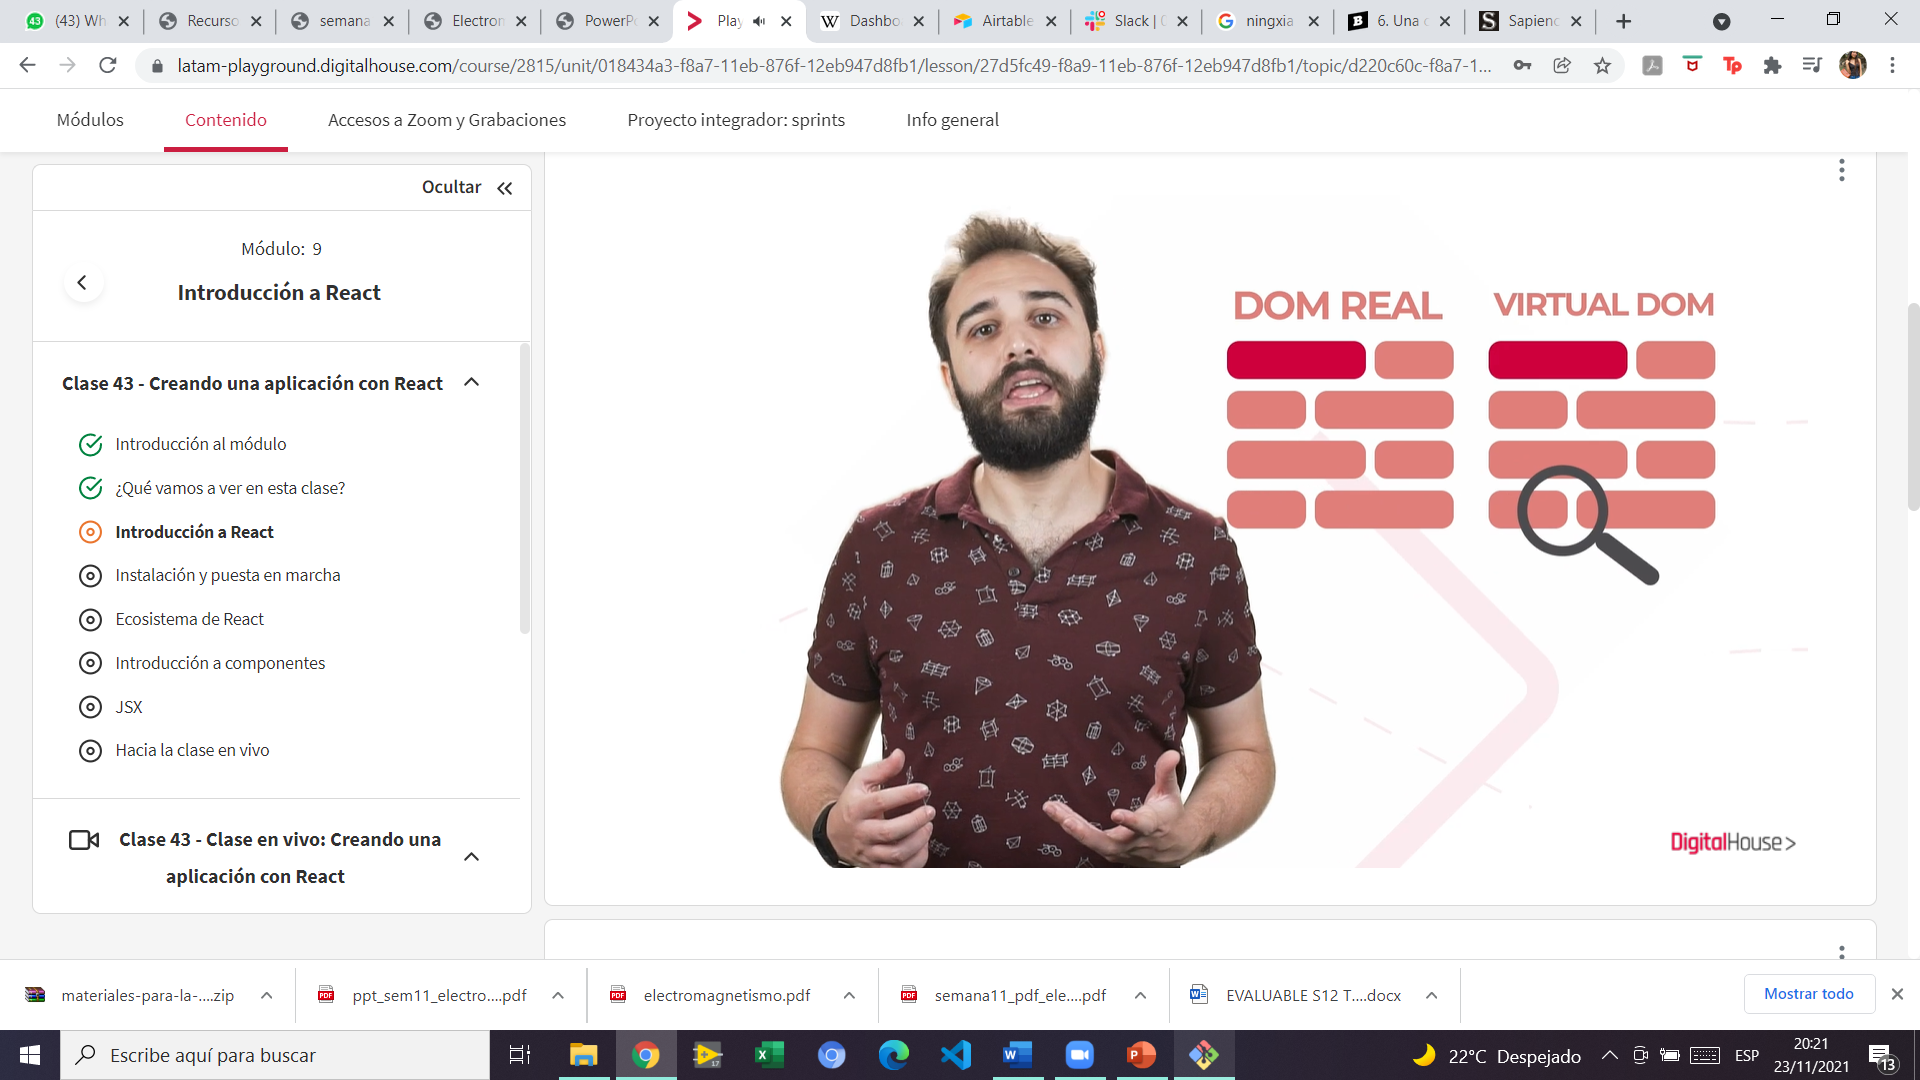 (43) Wh
Recurso
semana
Electron
PowerPo
Play
Dashbo
Airtable
Slack | 
ningxia
6. Una c
Sapienc
latam-playground.digitalhouse.com/course/2815/unit/018434a3-f8a7-11eb-876f-12eb947d8fb1/lesson/27d5fc49-f8a9-11eb-876f-12eb947d8fb1/topic/d220c60c-f8a7-1...
Módulos
Contenido
Accesos a Zoom y Grabaciones
Proyecto integrador: sprints
Info general
Ocultar
Módulo: 9
Introducción a React
Clase 43 - Creando una aplicación con React
Introducción al módulo
¿Qué vamos a ver en esta clase?
Introducción a React
Instalación y puesta en marcha
Ecosistema de React
Introducción a componentes
JSX
Hacia la clase en vivo
Clase 43 - Clase en vivo: Creando una
aplicación con React
DOM REAL
VIRTUAL DOM
DigitalHouse>
materiales-para-la-....zip
ppt_sem11_electro....pdf
electromagnetismo.pdf
semana11_pdf_ele....pdf
EVALUABLE S12 T....docx
Mostrar todo
Escribe aquí para buscar
22°C Despejado
ESP
20:21
23/11/2021
13